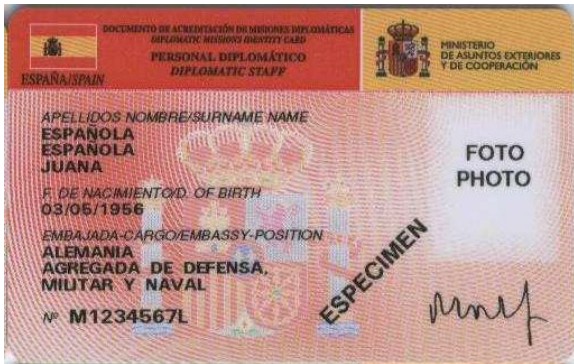 DOCUMENTO DE ACREDITACIÓN DE MISIONES DIPLOMÁTICAS
DIPLOMATIC MISSIONS IDENTITY CARD
PERSONAL DIPLOMÁTICO
DIPLOMATIC STAFF
ESPAÑA/SPAIN
MINISTERIO
DE ASUNTOS EXTERIORES
Y DE COOPERACIÓN
APELLIDOS NOMBRE/SURNAME NAME
ESPAÑOLA
ESPAÑOLA
JUANA
F. DE NACIMIENTO/D. OF BIRTH
03/05/1956
EMBAJADA-CARGO/EMBASSY-POSITION
ALEMANIA
AGREGADA DE DEFENSA,
MILITAR Y NAVAL
Nº M1234567L
FOTO
PHOTO
ESPECIMEN